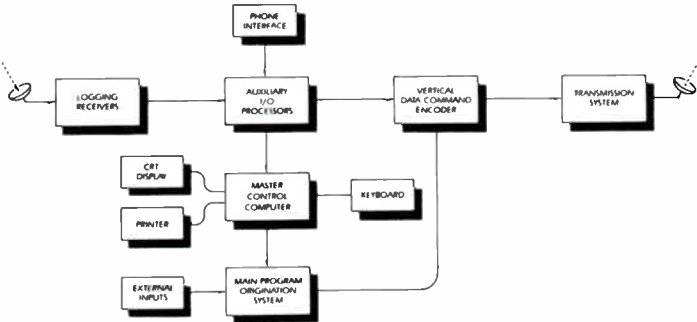 PHONE
INTERFACE
LOGGING
RECEIVERS
AUXILIARY
I/O
PROCESSORS
VERTICAL
DATA COMMAND
ENCODER
TRANSMISSION
SYSTEM
CRT
DISPLAY
MASTER
CONTROL
COMPUTER
KEYBOARD
PRINTER
EXTERNAL
INPUTS
MAIN PROGRAM
ORIGINATION
SYSTEM